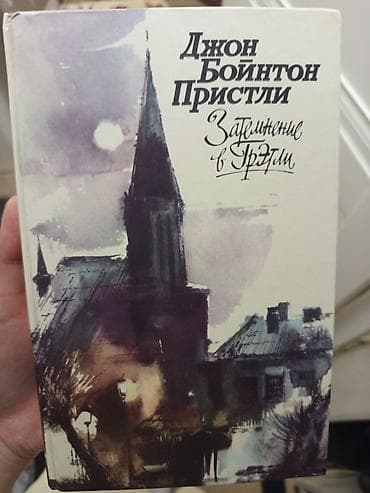 Джон
Бойнтон
Пристли
Затемнение
в Грэтли